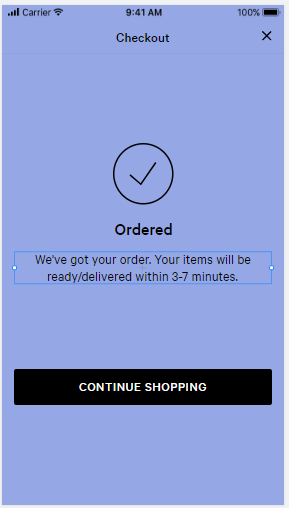 Carrier
9:41 AM
100%
Checkout
Ordered
We've got your order. Your items will be
ready/delivered within 3-7 minutes.
CONTINUE SHOPPING